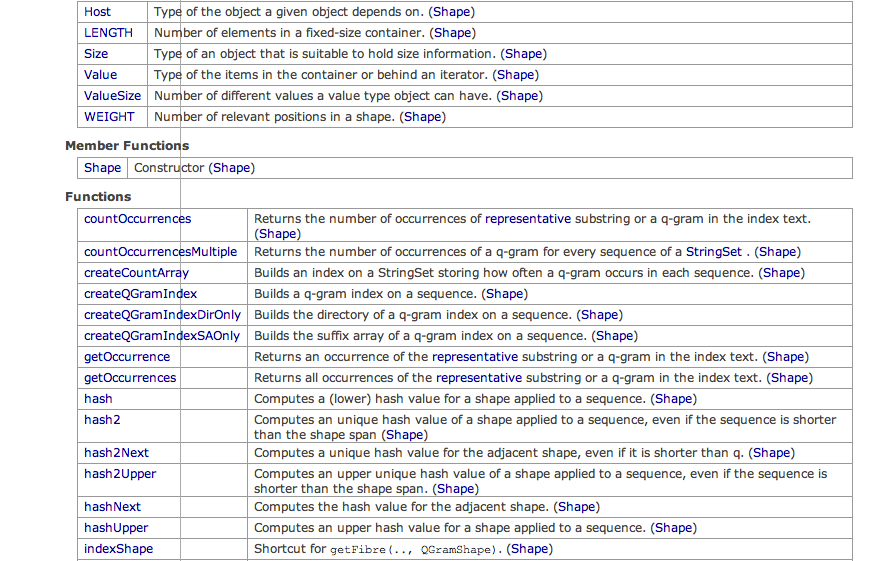 Host Type of the object a given object depends on. (Shape)
LENGTH Number of elements in a fixed-size container. (Shape)
Size Type of an object that is suitable to hold size information. (Shape)
Value Type of the items in the container or behind an iterator. (Shape)
ValueSize Number of different values a value type object can have. (Shape)
WEIGHT Number of relevant positions in a shape. (Shape)
Member Functions
Shape Constructor (Shape)
Functions
countOccurrences Returns the number of occurrences of representative substring or a q-gram in the index text.
(Shape)
countOccurrencesMultiple Returns the number of occurrences of a q-gram for every sequence of a StringSet . (Shape)
createCountArray Builds an index on a StringSet storing how often a q-gram occurs in each sequence. (Shape)
createQGramIndex Builds a q-gram index on a sequence. (Shape)
createQGramIndexDirOnly Builds the directory of a q-gram index on a sequence. (Shape)
createQGramIndexSAOnly Builds the suffix array of a q-gram index on a sequence. (Shape)
getOccurrence Returns an occurrence of the representative substring or a q-gram in the index text. (Shape)
getOccurrences Returns all occurrences of the representative substring or a q-gram in the index text. (Shape)
hash Computes a (lower) hash value for a shape applied to a sequence. (Shape)
hash2 Computes an unique hash value of a shape applied to a sequence, even if the sequence is shorter
than the shape span (Shape)
hash2Next Computes a unique hash value for the adjacent shape, even if it is shorter than q. (Shape)
hash2Upper Computes an upper unique hash value of a shape applied to a sequence, even if the sequence is
shorter than the shape span. (Shape)
hashNext Computes the hash value for the adjacent shape. (Shape)
hashUpper Computes an upper hash value for a shape applied to a sequence. (Shape)
indexShape Shortcut for getFibre(.., QGramShape). (Shape)